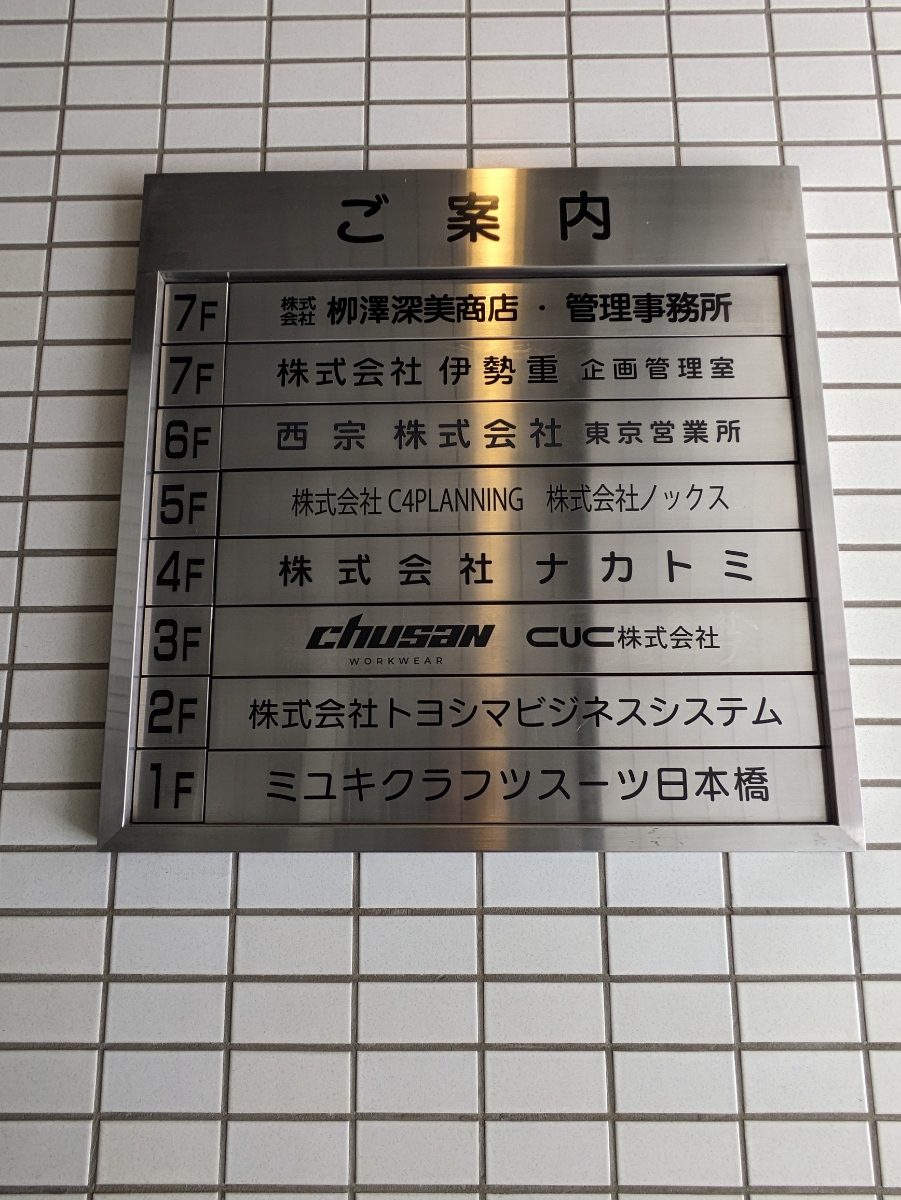 ご案内
7F 株式会社 栁澤深美商店・管理事務所
7F 株式会社 伊勢重 企画管理室
6F 西宗 株式会社 東京営業所
5F 株式会社 C4PLANNING 株式会社ノックス
4F 株式会社 ナカトミ
3F CHUSAN WORKWEAR CUC株式会社
2F 株式会社トヨシマビジネスシステム
1F ミユキクラフツスーツ日本橋